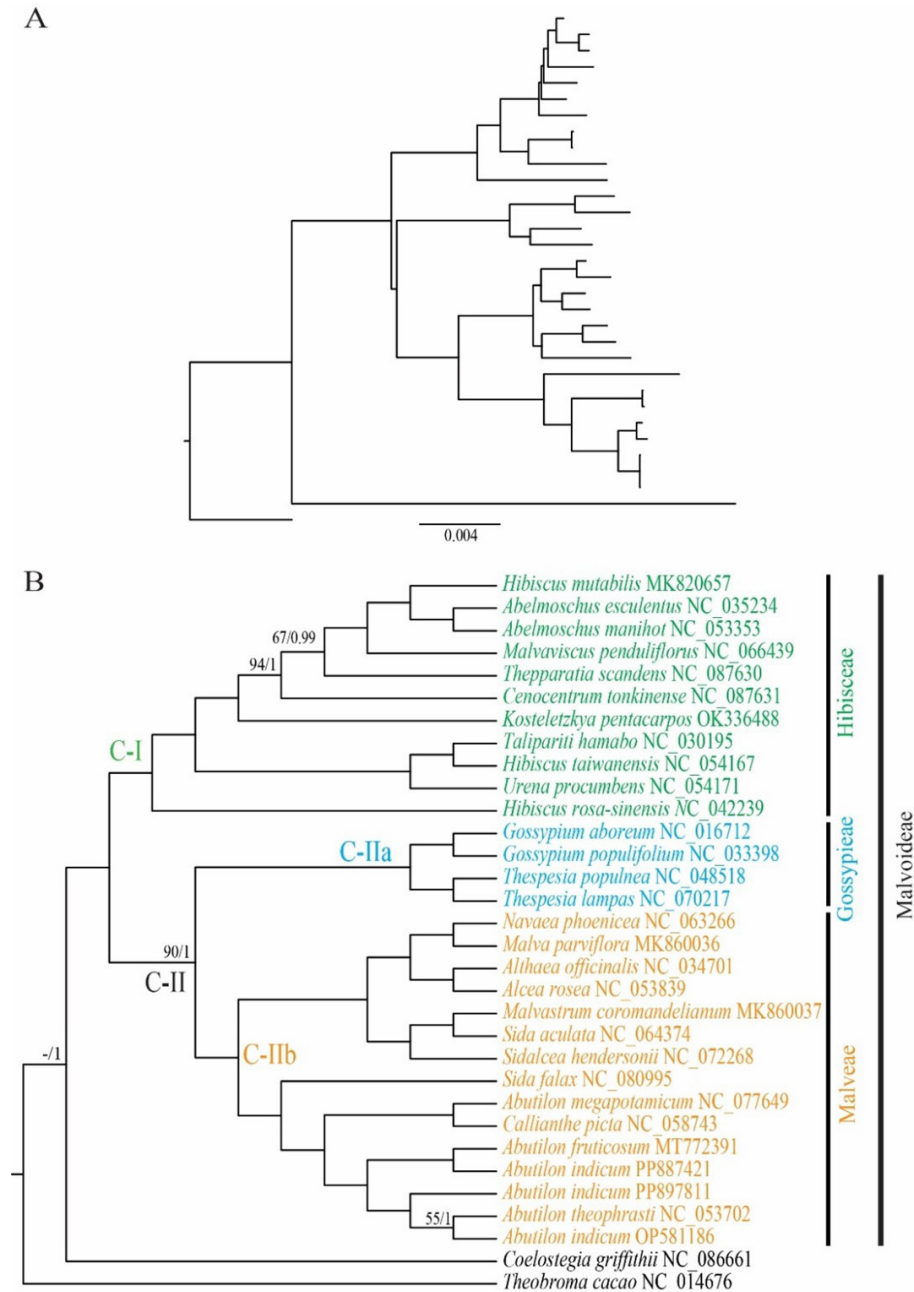 A
0.004
B
Hibiscus mutabilis MK820657
Abelmoschus esculentus NC_035234
67/0.99
Abelmoschus manihot NC_053353
Malvaviscus penduliflorus NC_066439
94/1
Thepparatia scandens NC_087630
Cenocentrum tonkinense NC_087631
Kosteletzkya pentacarpos OK336488
C-I
Talipariti hamabo NC_030195
Hibiscus taiwanensis NC_054167
Urena procumbens NC_054171
Hibiscus rosa-sinensis NC_042239
Hibisceae
Gossypium aboreum NC_016712
C-IIa
Gossypium populifolium NC_033398
Thespesia populnea NC_048518
Thespesia lampas NC_070217
Gossypieae
Malvoideae
Navaea phoenicea NC_063266
90/1
Malva parviflora MK860036
C-II
Althaea officinalis NC_034701
Alcea rosea NC_053839
Malvastrum coromandelianum MK860037
Sida aculata NC_064374
-/1
C-IIb
Sidalcea hendersonii NC_072268
Sida falax NC_080995
Malveae
Abutilon megapotamicum NC_077649
Callianthe picta NC_058743
Abutilon fruticosum MT772391
Abutilon indicum PP887421
Abutilon indicum PP897811
55/1
Abutilon theophrasti NC_053702
Abutilon indicum OP581186
Coelostegia griffithii NC_086661
Theobroma cacao NC_014676